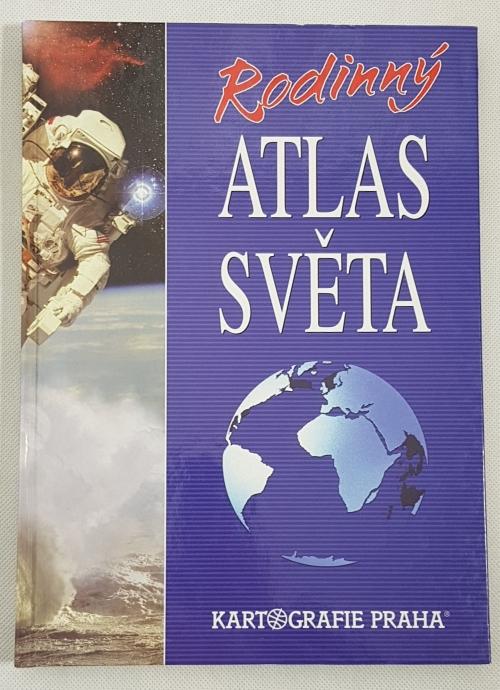 Rodinný
ATLAS
SVĚTA
KARTOGRAFIE PRAHA®